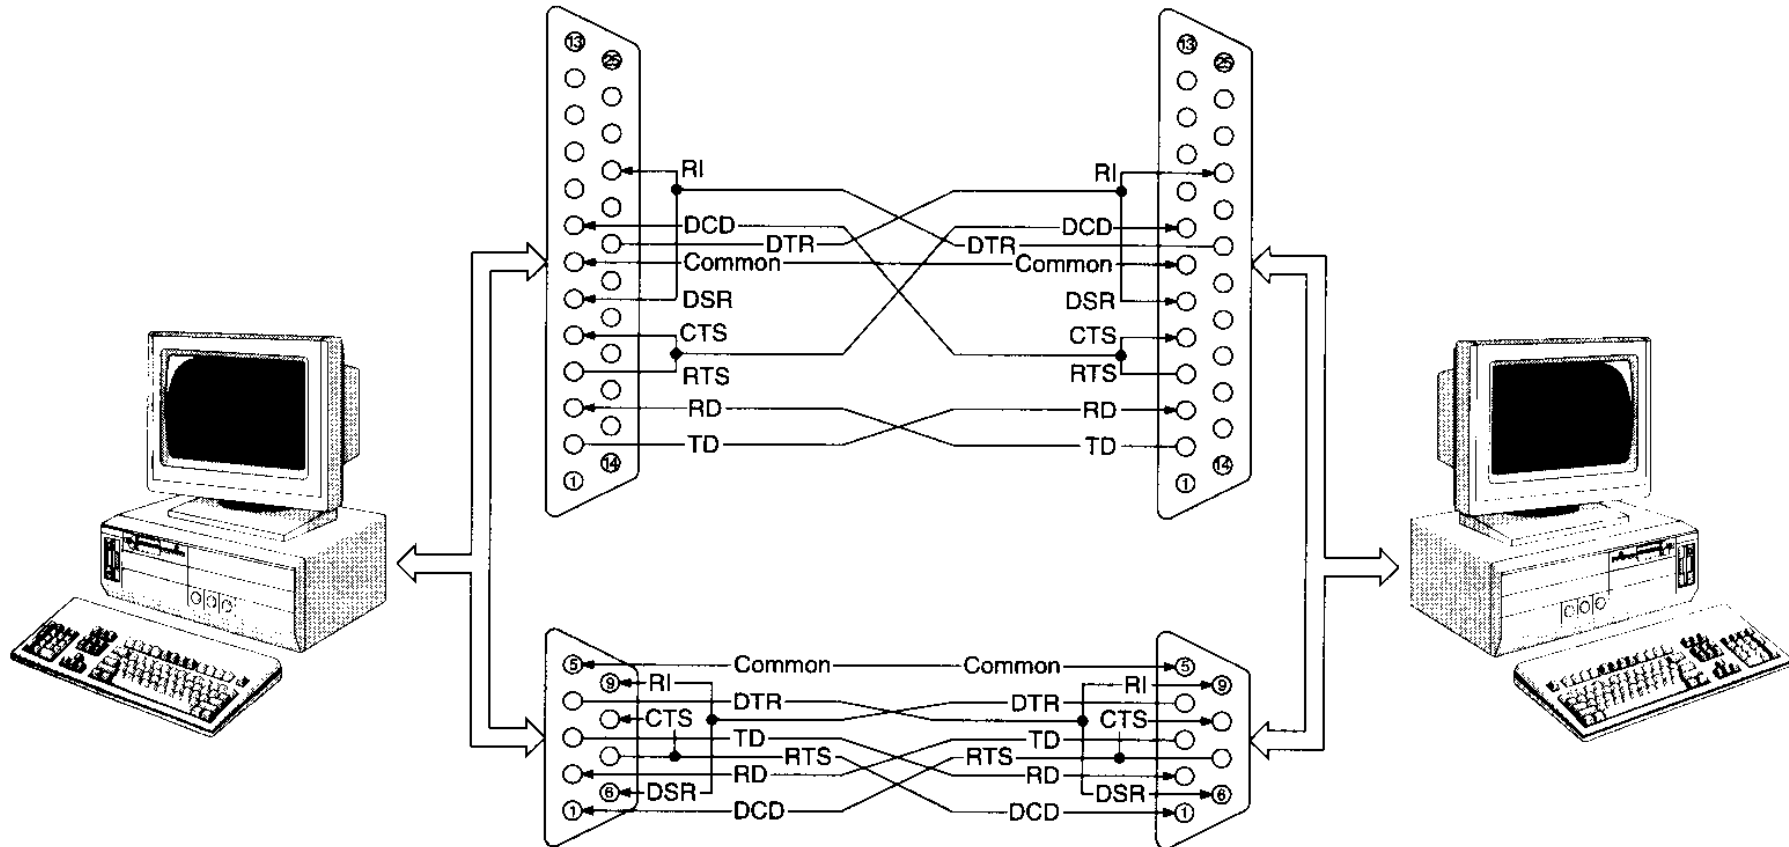 13 13
25 25
RI RI
DCD DCD
DTR DTR
Common Common
DSR DSR
CTS CTS
RTS RTS
RD RD
TD TD
14 14
1 1
5 Common Common 5
9 RI RI 9
DTR DTR
CTS CTS
TD TD
RTS RTS
RD RD
6 DSR DSR 6
1 DCD DCD 1